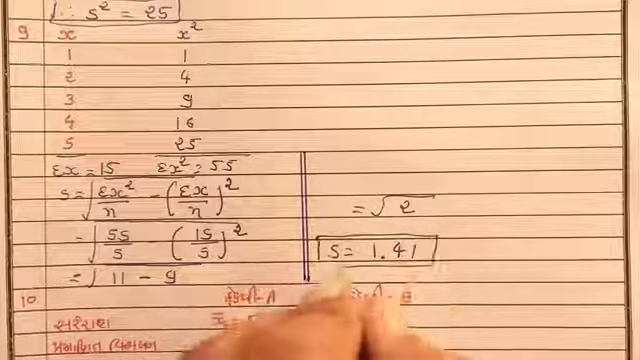 ∴ s² = 25
9 x x²
1 1
2 4
3 9
4 16
5 25
Σx = 15 Σx² = 55
s = √(Σx²/n − (Σx/n)²)
= √(55/5 − (15/5)²)
= √11 − 9
= √2
s = 1.41
10
સરેરાશ
પ્રમાણિત વિચલન